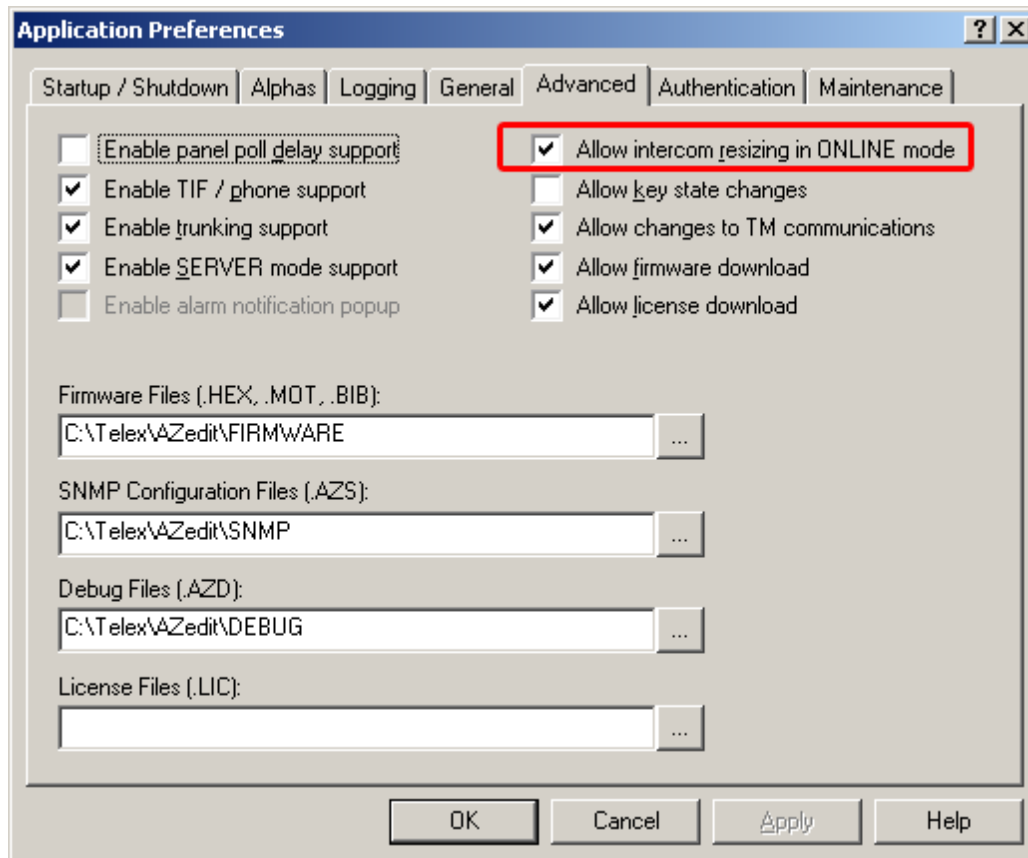 Application Preferences
Startup / Shutdown Alphas Logging General Advanced Authentication Maintenance
Enable panel poll delay support
Enable TIF / phone support
Enable trunking support
Enable SERVER mode support
Enable alarm notification popup
Allow intercom resizing in ONLINE mode
Allow key state changes
Allow changes to TM communications
Allow firmware download
Allow license download
Firmware Files (.HEX, .MOT, .BIB):
C:\Telex\AZedit\FIRMWARE
...
SNMP Configuration Files (.AZS):
C:\Telex\AZedit\SNMP
...
Debug Files (.AZD):
C:\Telex\AZedit\DEBUG
...
License Files (.LIC):
...
OK Cancel Apply Help